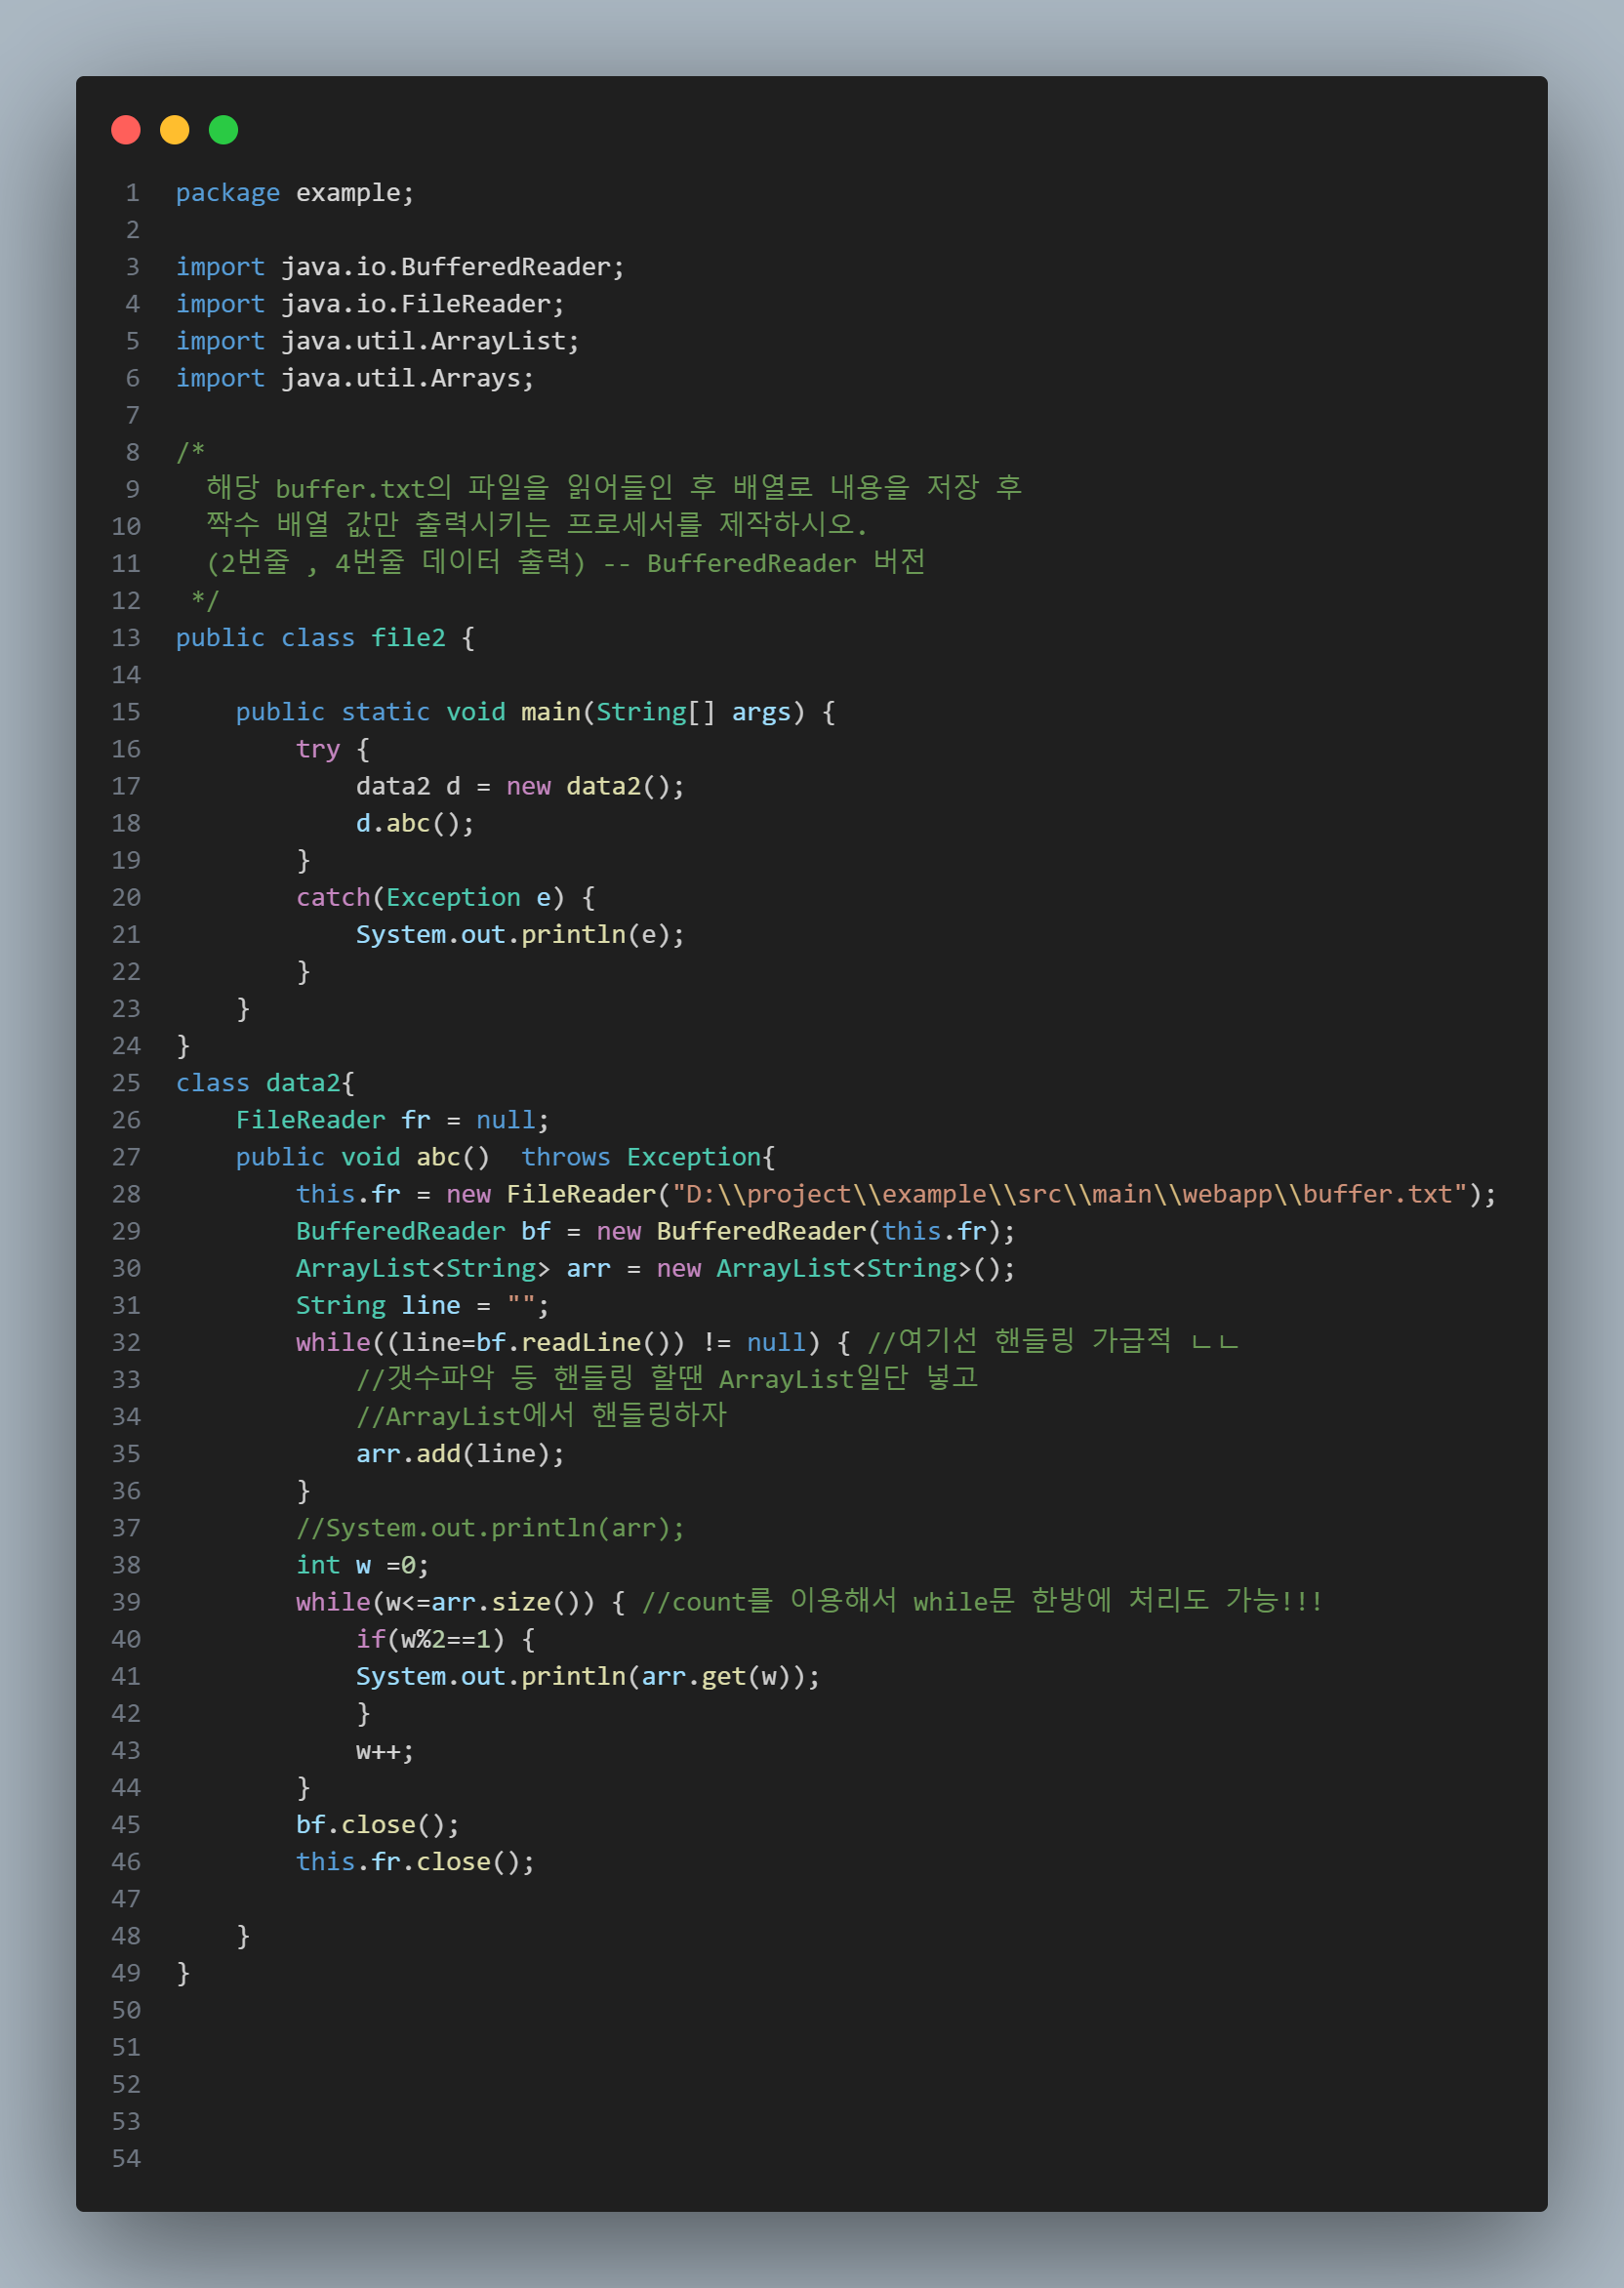 1 package example;
2
3 import java.io.BufferedReader;
4 import java.io.FileReader;
5 import java.util.ArrayList;
6 import java.util.Arrays;
7
8 /*
9   해당 buffer.txt의 파일을 읽어들인 후 배열로 내용을 저장 후
10   짝수 배열 값만 출력시키는 프로세서를 제작하시오.
11   (2번줄 , 4번줄 데이터 출력) -- BufferedReader 버전
12  */
13 public class file2 {
14
15     public static void main(String[] args) {
16         try {
17             data2 d = new data2();
18             d.abc();
19         }
20         catch(Exception e) {
21             System.out.println(e);
22         }
23     }
24 }
25 class data2{
26     FileReader fr = null;
27     public void abc()  throws Exception{
28         this.fr = new FileReader("D:\\project\\example\\src\\main\\webapp\\buffer.txt");
29         BufferedReader bf = new BufferedReader(this.fr);
30         ArrayList<String> arr = new ArrayList<String>();
31         String line = "";
32         while((line=bf.readLine()) != null) { //여기선 핸들링 가급적 ㄴㄴ
33             //갯수파악 등 핸들링 할땐 ArrayList일단 넣고
34             //ArrayList에서 핸들링하자
35             arr.add(line);
36         }
37         //System.out.println(arr);
38         int w =0;
39         while(w<=arr.size()) { //count를 이용해서 while문 한방에 처리도 가능!!!
40             if(w%2==1) {
41             System.out.println(arr.get(w));
42             }
43             w++;
44         }
45         bf.close();
46         this.fr.close();
47
48     }
49 }
50
51
52
53
54